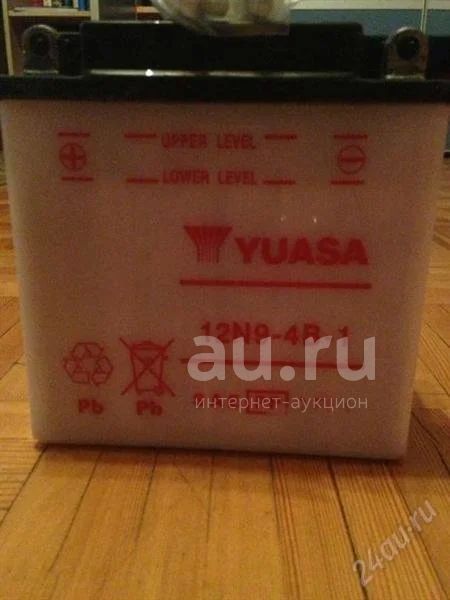 UPPER LEVEL
LOWER LEVEL
YUASA
12N9-4B-1
au.ru
интернет-аукцион
Pb Pb
24au.ru